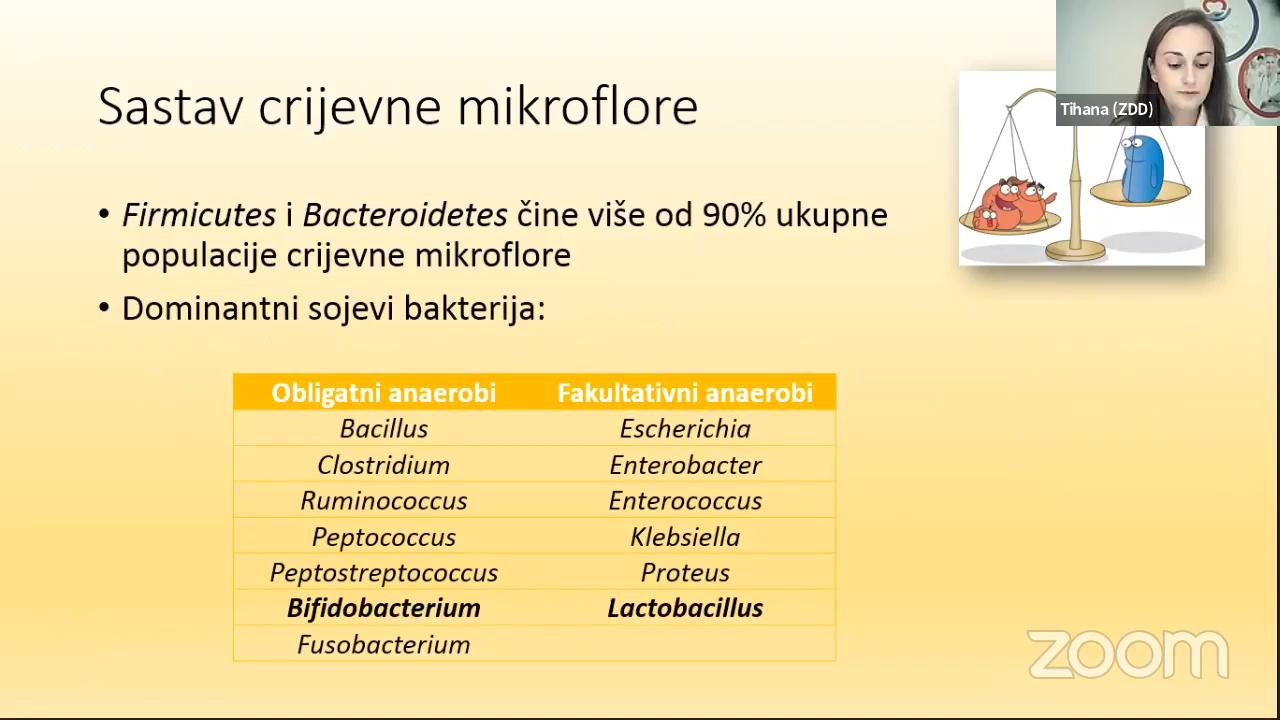 Sastav crijevne mikroflore
Tihana (ZDD)
• Firmicutes i Bacteroidetes čine više od 90% ukupne
populacije crijevne mikroflore
• Dominantni sojevi bakterija:
Obligatni anaerobi Fakultativni anaerobi
Bacillus Escherichia
Clostridium Enterobacter
Ruminococcus Enterococcus
Peptococcus Klebsiella
Peptostreptococcus Proteus
Bifidobacterium Lactobacillus
Fusobacterium
zoom